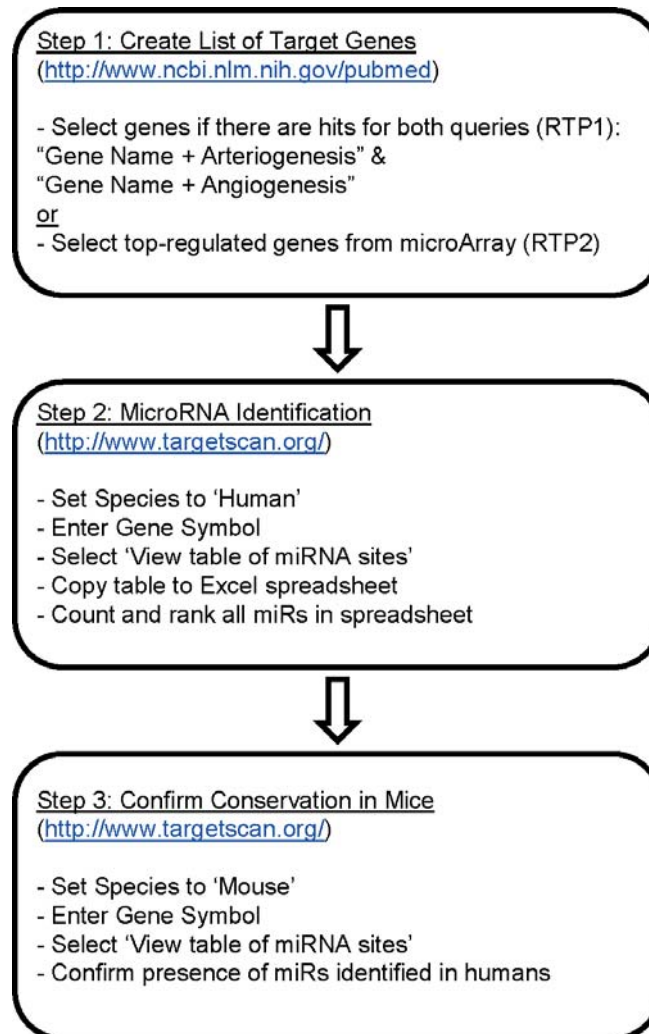 Step 1: Create List of Target Genes
(http://www.ncbi.nlm.nih.gov/pubmed)
- Select genes if there are hits for both queries (RTP1):
“Gene Name + Arteriogenesis” &
“Gene Name + Angiogenesis”
or
- Select top-regulated genes from microArray (RTP2)
Step 2: MicroRNA Identification
(http://www.targetscan.org/)
- Set Species to ‘Human’
- Enter Gene Symbol
- Select ‘View table of miRNA sites’
- Copy table to Excel spreadsheet
- Count and rank all miRs in spreadsheet
Step 3: Confirm Conservation in Mice
(http://www.targetscan.org/)
- Set Species to ‘Mouse’
- Enter Gene Symbol
- Select ‘View table of miRNA sites’
- Confirm presence of miRs identified in humans